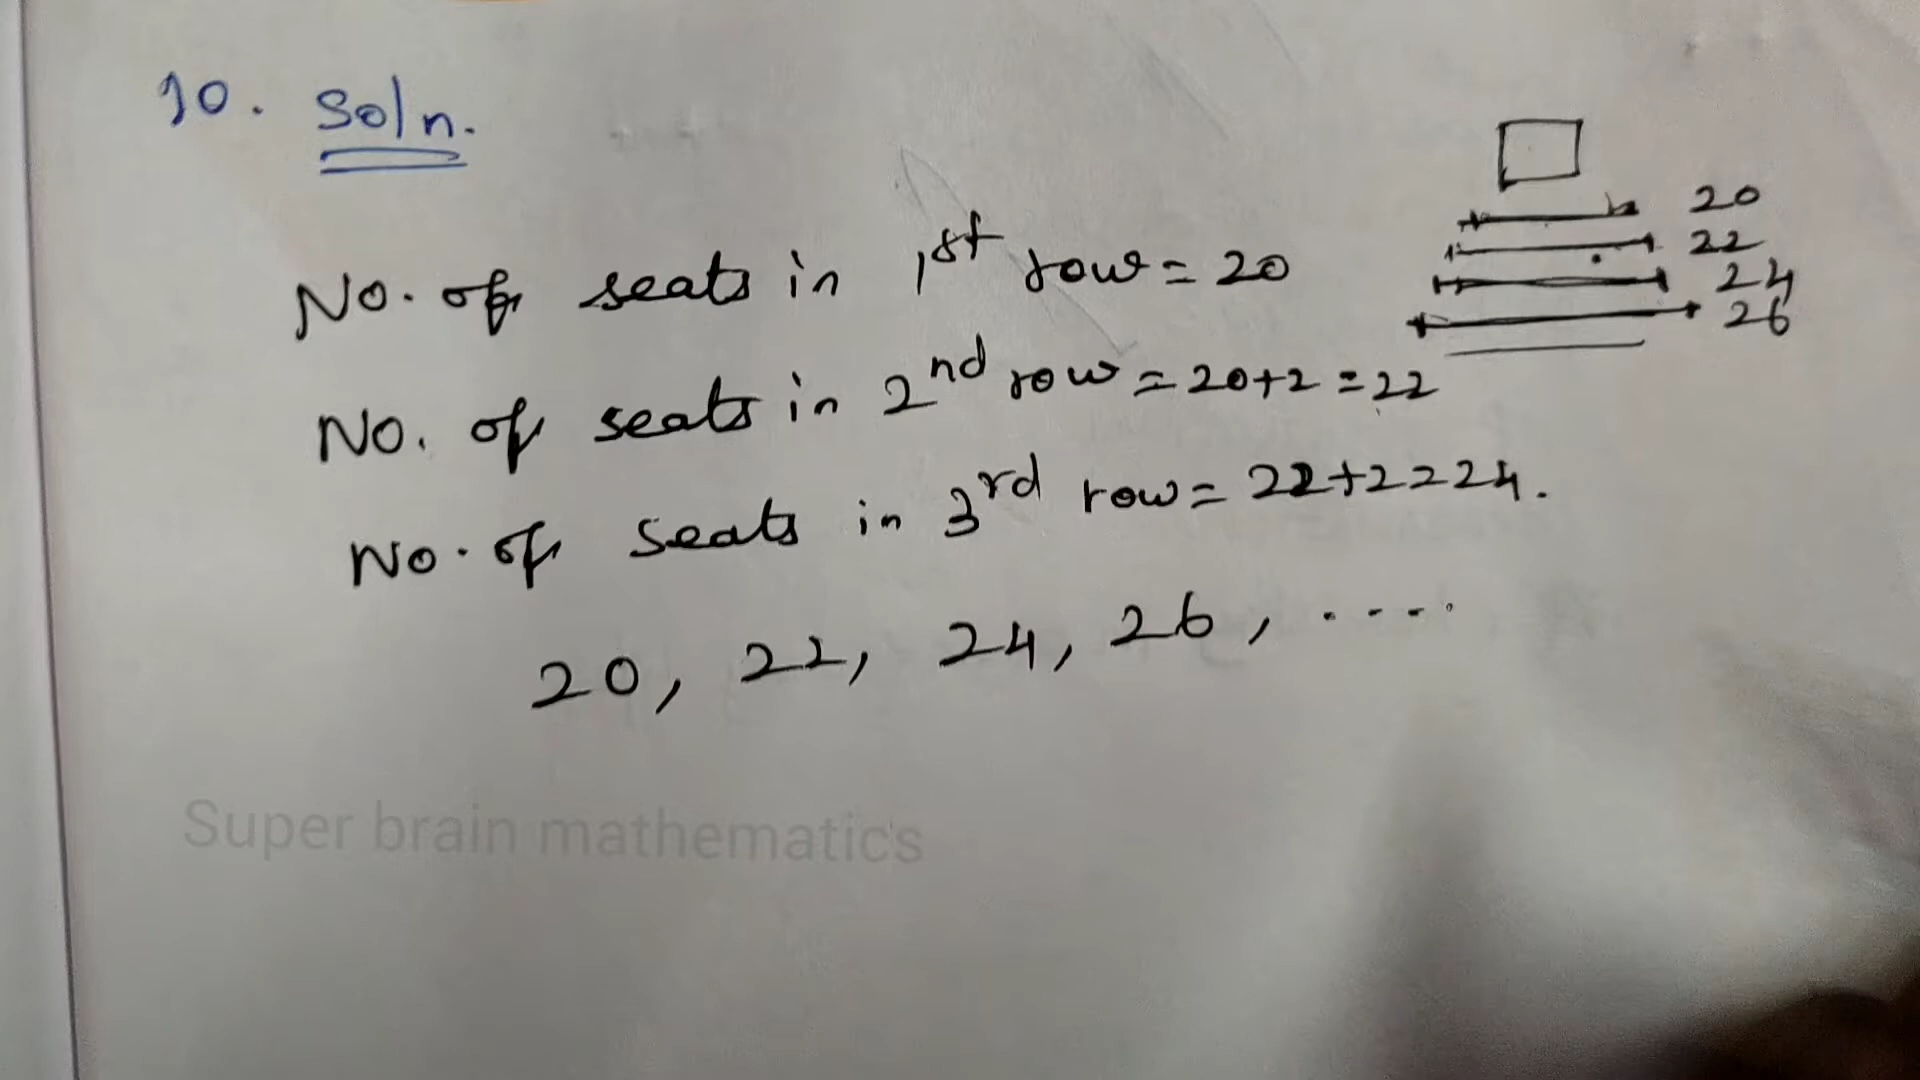 10. Soln.
20
22
24
26
No. of seats in 1st row = 20
No. of seats in 2nd row = 20+2 = 22
No. of seats in 3rd row = 22+2 = 24.
20, 22, 24, 26, .....
Super brain mathematics